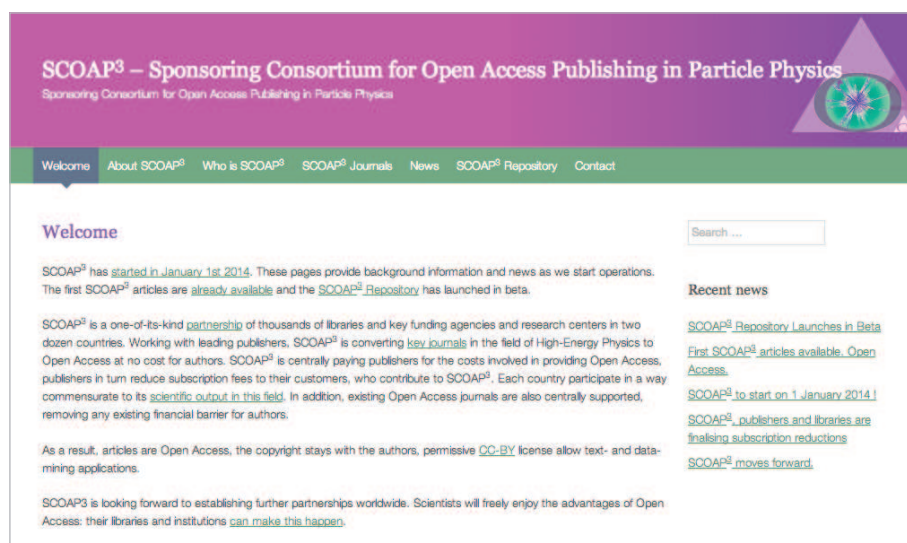 SCOAP³ – Sponsoring Consortium for Open Access Publishing in Particle Physics
Sponsoring Consortium for Open Access Publishing in Particle Physics
Welcome About SCOAP³ Who is SCOAP³ SCOAP³ Journals News SCOAP³ Repository Contact
Welcome
SCOAP³ has started in January 1st 2014. These pages provide background information and news as we start operations.
The first SCOAP³ articles are already available and the SCOAP³ Repository has launched in beta.
SCOAP³ is a one-of-its-kind partnership of thousands of libraries and key funding agencies and research centers in two
dozen countries. Working with leading publishers, SCOAP³ is converting key journals in the field of High-Energy Physics to
Open Access at no cost for authors. SCOAP³ is centrally paying publishers for the costs involved in providing Open Access,
publishers in turn reduce subscription fees to their customers, who contribute to SCOAP³. Each country participate in a way
commensurate to its scientific output in this field. In addition, existing Open Access journals are also centrally supported,
removing any existing financial barrier for authors.
As a result, articles are Open Access, the copyright stays with the authors, permissive CC-BY license allow text- and data-
mining applications.
SCOAP3 is looking forward to establishing further partnerships worldwide. Scientists will freely enjoy the advantages of Open
Access: their libraries and institutions can make this happen.
Search ...
Recent news
SCOAP³ Repository Launches in Beta
First SCOAP³ articles available. Open
Access.
SCOAP³ to start on 1 January 2014 !
SCOAP³, publishers and libraries are
finalising subscription reductions
SCOAP³ moves forward.